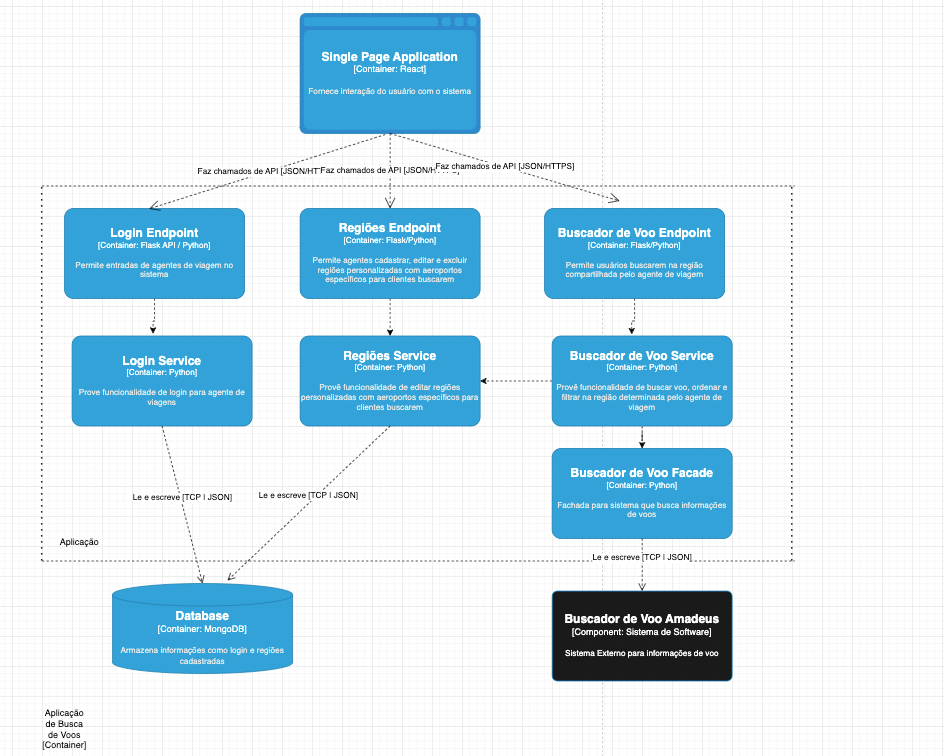 Single Page Application
[Container: React]
Fornece interação do usuário com o sistema
Faz chamados de API [JSON/HT
Faz chamados de API [JSON/H
Faz chamados de API [JSON/HTTPS]
Login Endpoint
[Container: Flask API / Python]
Permite entradas de agentes de viagem no
sistema
Regiões Endpoint
[Container: Flask/Python]
Permite agentes cadastrar, editar e excluir
regiões personalizadas com aeroportos
específicos para clientes buscarem
Buscador de Voo Endpoint
[Container: Flask/Python]
Permite usuários buscarem na região
compartilhada pelo agente de viagem
Login Service
[Container: Python]
Prove funcionalidade de login para agente de
viagens
Regiões Service
[Container: Python]
Provê funcionalidade de editar regiões
personalizadas com aeroportos específicos para
clientes buscarem
Buscador de Voo Service
[Container: Python]
Provê funcionalidade de buscar voo, ordenar e
filtrar na região determinada pelo agente de
viagem
Buscador de Voo Facade
[Container: Python]
Fachada para sistema que busca informações
de voos
Le e escreve [TCP | JSON]
Le e escreve [TCP | JSON]
Aplicação
Le e escreve [TCP | JSON]
Database
[Container: MongoDB]
Armazena informações como login e regiões
cadastradas
Buscador de Voo Amadeus
[Component: Sistema de Software]
Sistema Externo para informações de voo
Aplicação
de Busca
de Voos
[Container]